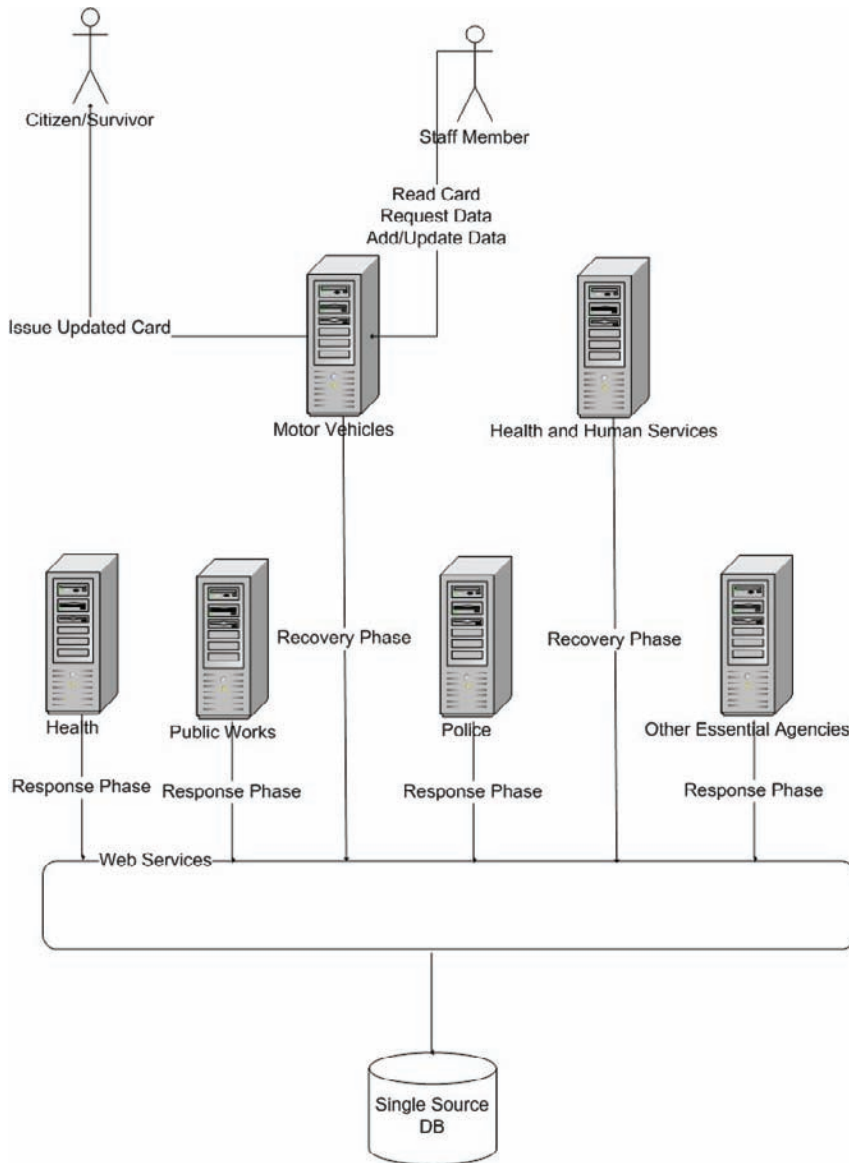 Citizen/Survivor
Staff Member
Read Card
Request Data
Add/Update Data
Issue Updated Card
Motor Vehicles
Health and Human Services
Recovery Phase
Recovery Phase
Health
Public Works
Police
Other Essential Agencies
Response Phase
Response Phase
Response Phase
Response Phase
Web Services
Single Source
DB